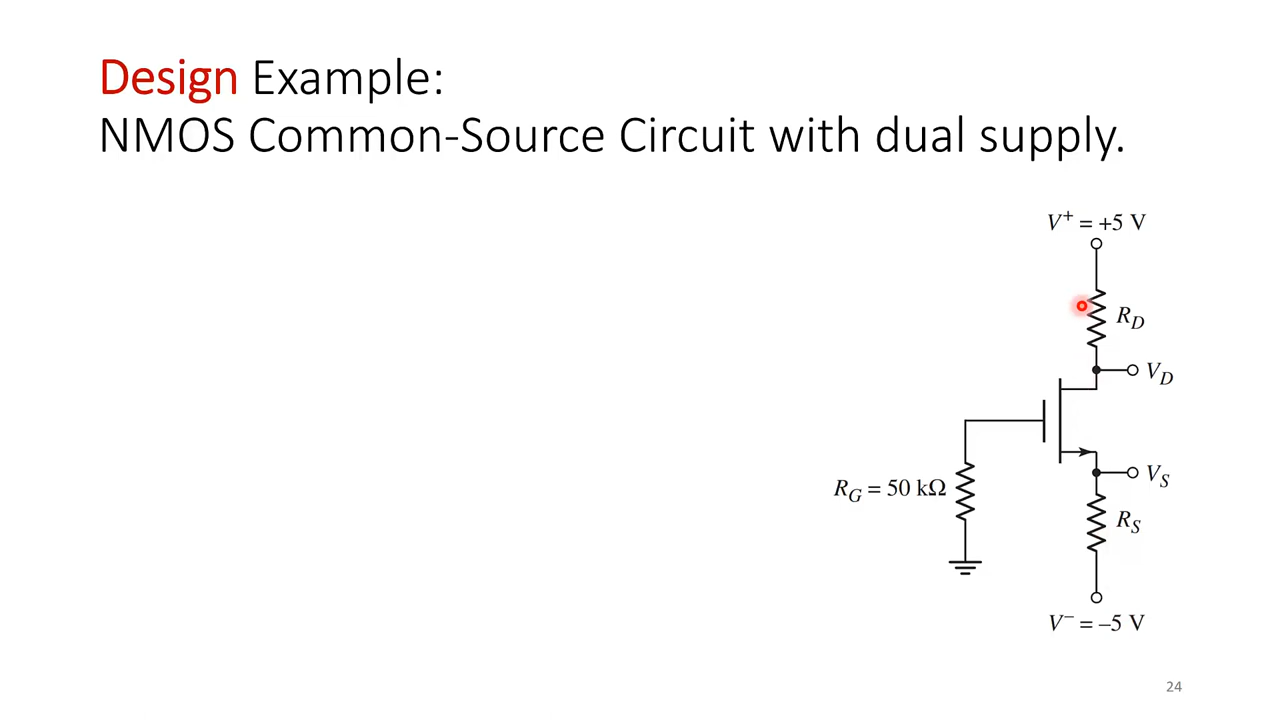 Design Example:
NMOS Common-Source Circuit with dual supply.
V⁺ = +5 V
R_D
V_D
V_S
R_G = 50 kΩ
R_S
V⁻ = –5 V
24